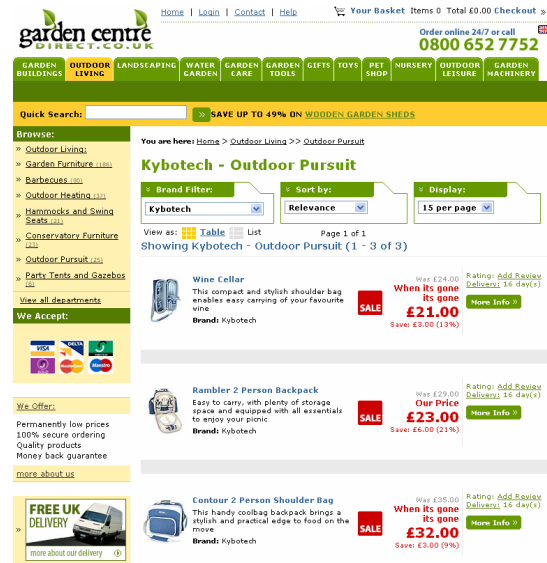 garden centre
DIRECT.CO.UK
Home | Login | Contact | Help
Your Basket Items 0 Total £0.00 Checkout »
Order online 24/7 or call
0800 652 7752
GARDEN BUILDINGS
OUTDOOR LIVING
LANDSCAPING
WATER GARDEN
GARDEN CARE
GARDEN TOOLS
GIFTS
TOYS
PET SHOP
NURSERY
OUTDOOR LEISURE
GARDEN MACHINERY
Quick Search: » SAVE UP TO 49% ON WOODEN GARDEN SHEDS
Browse:
» Outdoor Living:
» Garden Furniture (186)
» Barbecues (90)
» Outdoor Heating (37)
» Hammocks and Swing
Seats (21)
» Conservatory Furniture
(23)
» Outdoor Pursuit (25)
» Party Tents and Gazebos
(6)
View all departments
We Accept:
VISA DELTA
MasterCard Maestro
We Offer:
Permanently low prices
100% secure ordering
Quality products
Money back guarantee
more about us
» FREE UK
DELIVERY
more about our delivery
You are here: Home > Outdoor Living >> Outdoor Pursuit
Kybotech - Outdoor Pursuit
Brand Filter:
Kybotech
Sort by:
Relevance
Display:
15 per page
View as: Table List Page 1 of 1
Showing Kybotech - Outdoor Pursuit (1 - 3 of 3)
Wine Cellar
This compact and stylish shoulder bag
enables easy carrying of your favourite
wine
Brand: Kybotech
SALE
Was £24.00
When its gone
its gone
£21.00
Save: £3.00 (13%)
Rating: Add Review
Delivery: 16 day(s)
More Info »
Rambler 2 Person Backpack
Easy to carry, with plenty of storage
space and equipped with all essentials
to enjoy your picnic
Brand: Kybotech
SALE
Was £29.00
Our Price
£23.00
Save: £6.00 (21%)
Rating: Add Review
Delivery: 16 day(s)
More Info »
Contour 2 Person Shoulder Bag
This handy coolbag backpack brings a
stylish and practical edge to food on the
move
Brand: Kybotech
SALE
Was £35.00
When its gone
its gone
£32.00
Save: £3.00 (9%)
Rating: Add Review
Delivery: 16 day(s)
More Info »